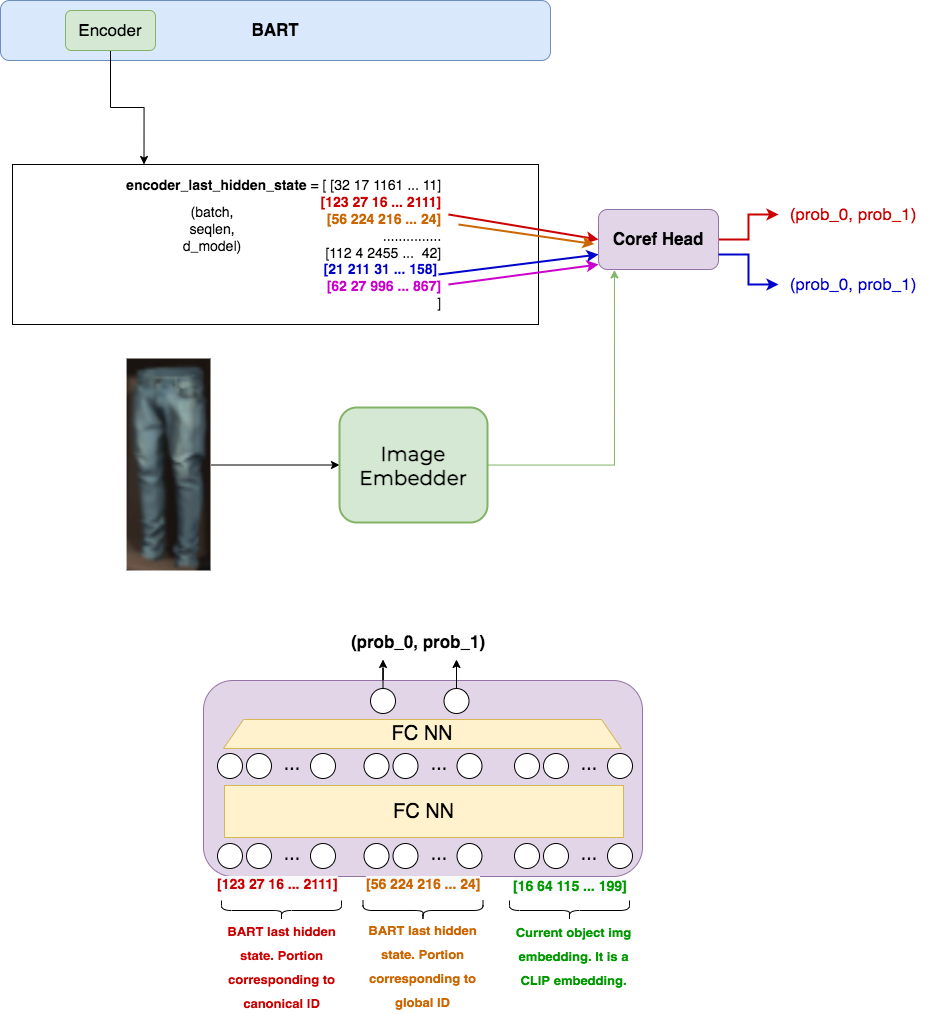 Encoder
BART
encoder_last_hidden_state = [ [32 17 1161 ... 11]
[123 27 16 ... 2111]
(batch,
seqlen,
d_model)
[56 224 216 ... 24]
...............
[112 4 2455 ... 42]
[21 211 31 ... 158]
[62 27 996 ... 867]
]
Coref Head
(prob_0, prob_1)
(prob_0, prob_1)
Image
Embedder
(prob_0, prob_1)
FC NN
... ... ...
FC NN
... ... ...
[123 27 16 ... 2111]
[56 224 216 ... 24]
[16 64 115 ... 199]
BART last hidden
state. Portion
corresponding to
canonical ID
BART last hidden
state. Portion
corresponding to
global ID
Current object img
embedding. It is a
CLIP embedding.